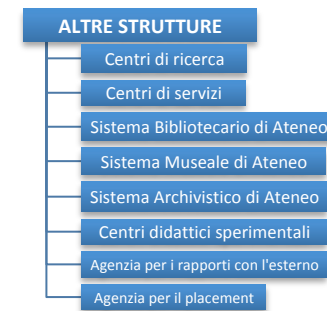 ALTRE STRUTTURE
Centri di ricerca
Centri di servizi
Sistema Bibliotecario di Ateneo
Sistema Museale di Ateneo
Sistema Archivistico di Ateneo
Centri didattici sperimentali
Agenzia per i rapporti con l'esterno
Agenzia per il placement